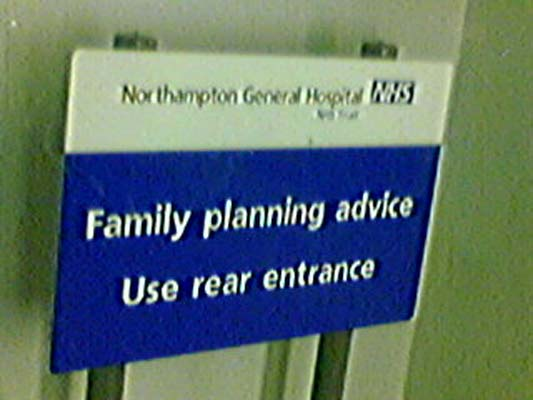 Northampton General Hospital NHS
NHS Trust
Family planning advice
Use rear entrance